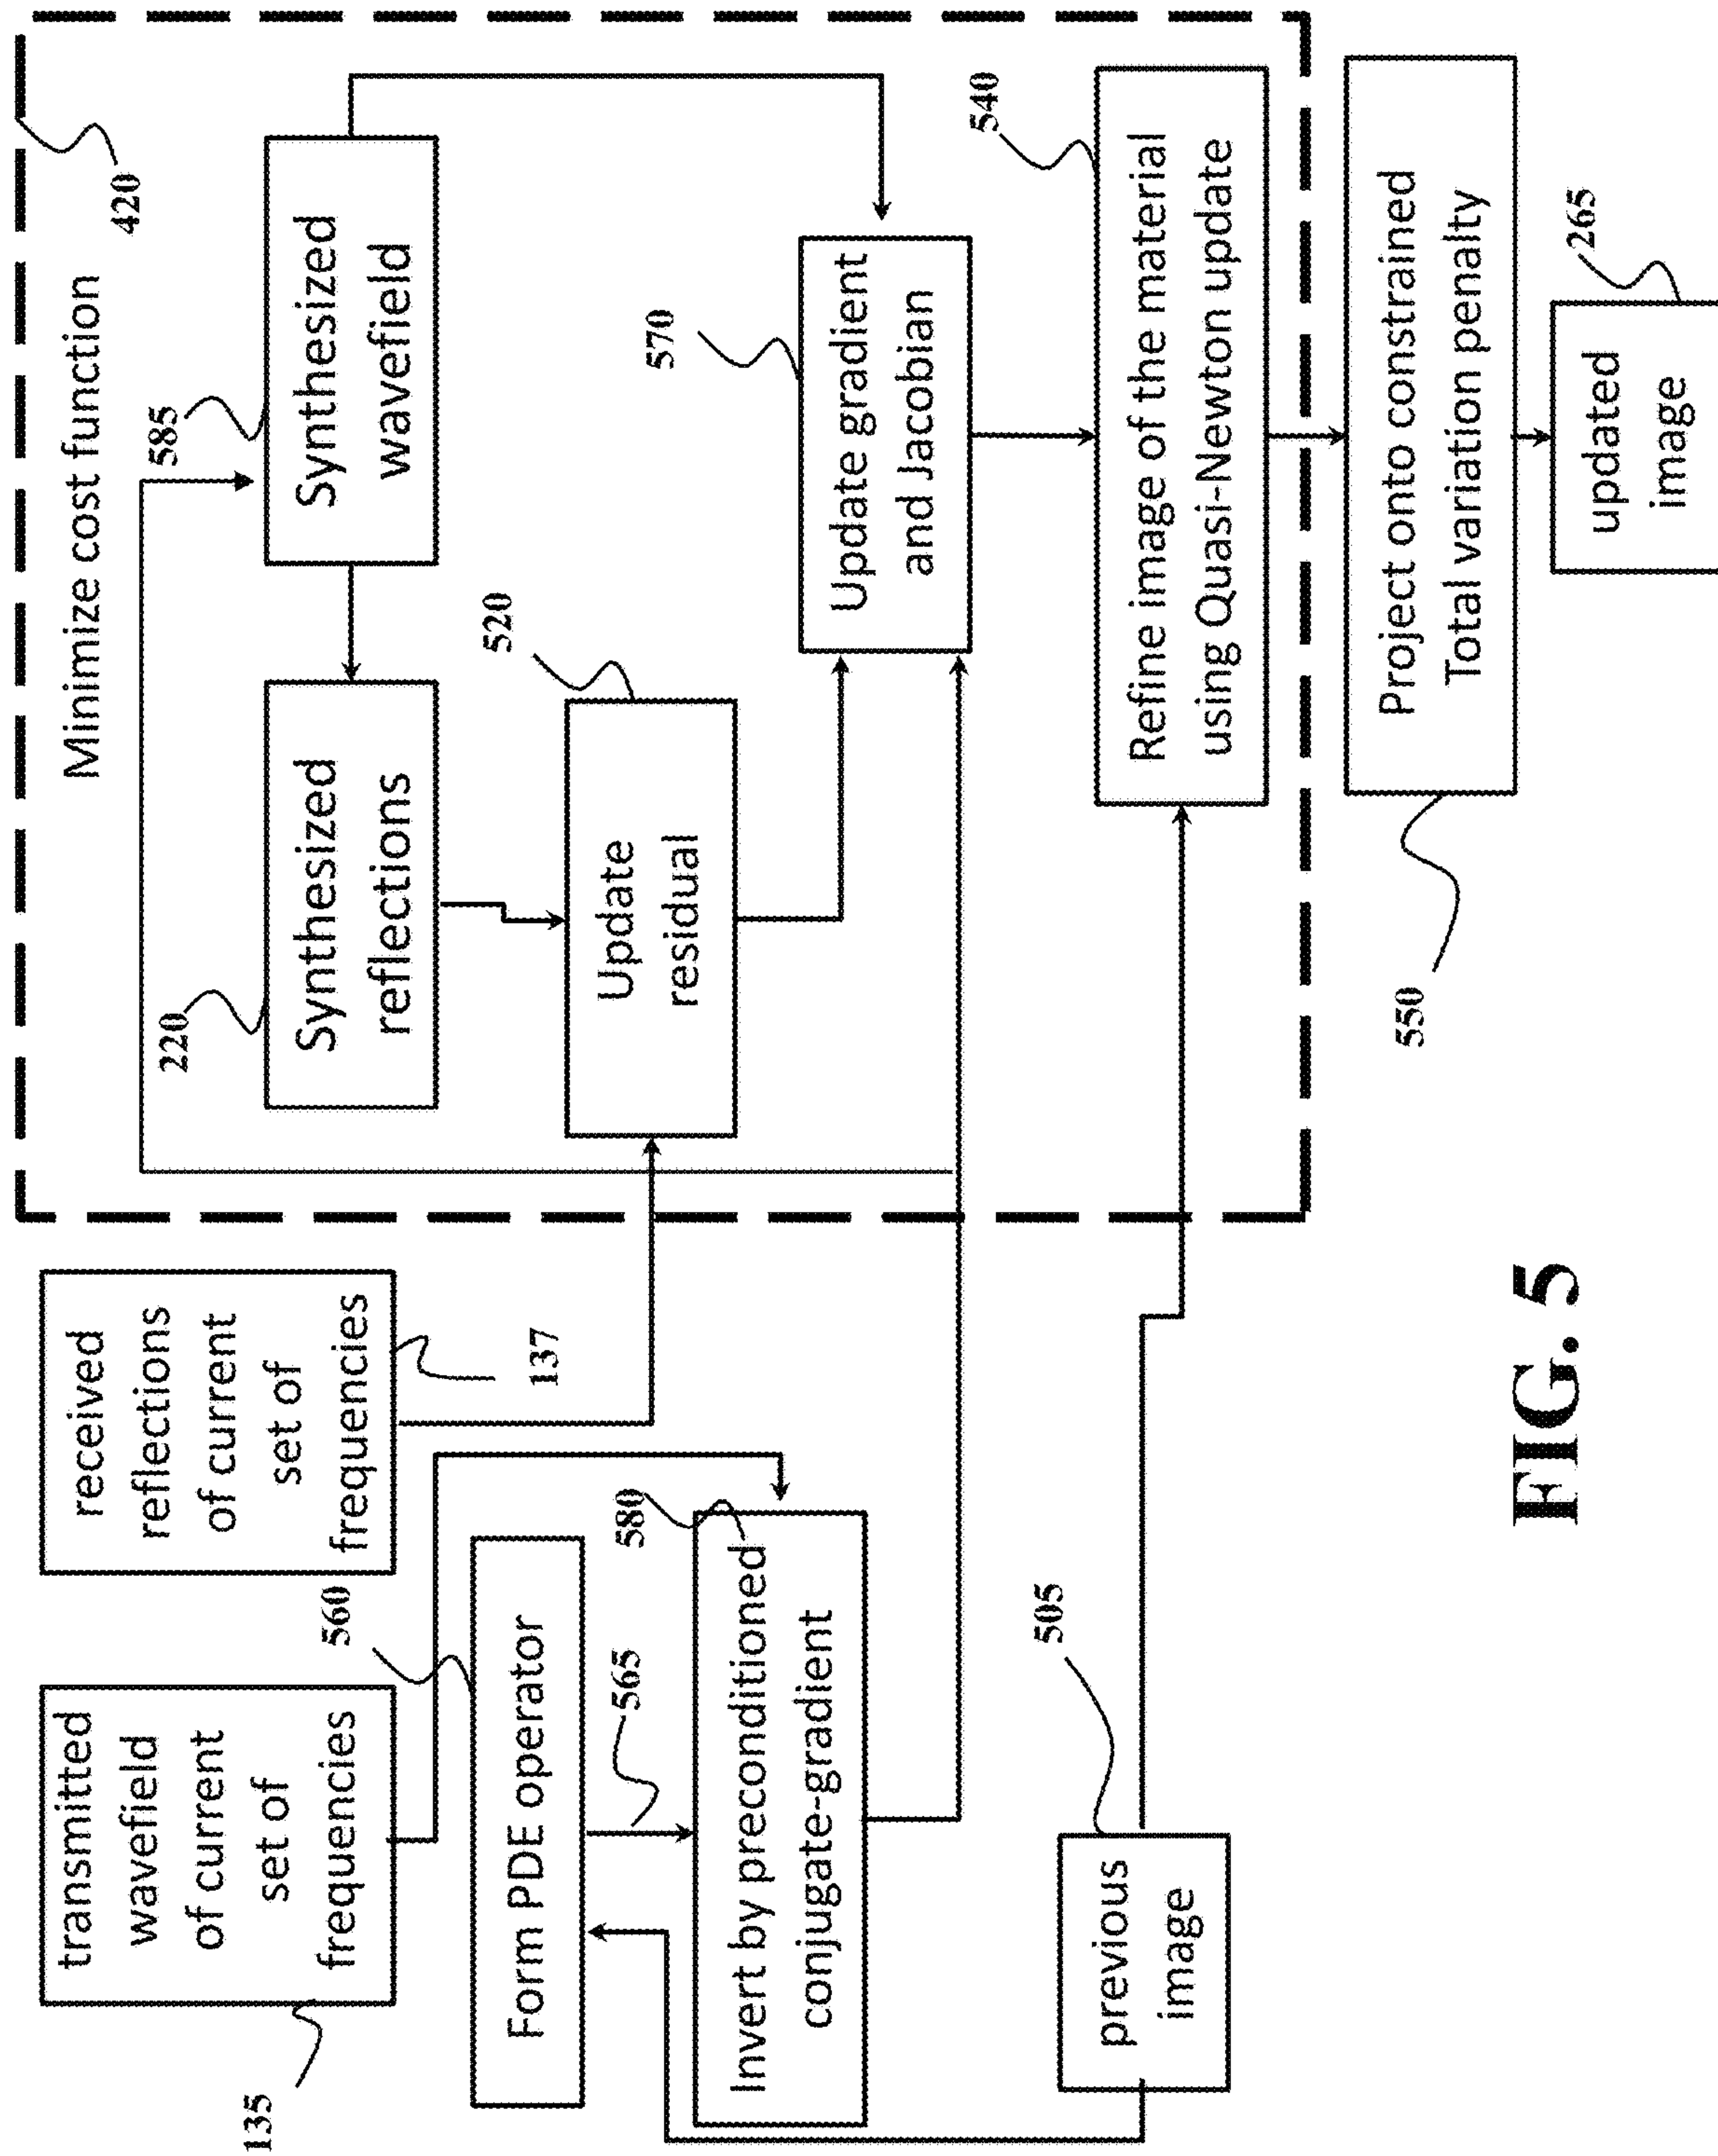 135
transmitted
wavefield
of current
set of
frequencies
received
reflections
of current
set of
frequencies
137
560
Form PDE operator
565
580
Invert by preconditioned
conjugate-gradient
505
previous
image
Minimize cost function
420
585
Synthesized
wavefield
220
Synthesized
reflections
520
Update
residual
570
Update gradient
and Jacobian
540
Refine image of the material
using Quasi-Newton update
550
Project onto constrained
Total variation penalty
265
updated
image
FIG. 5